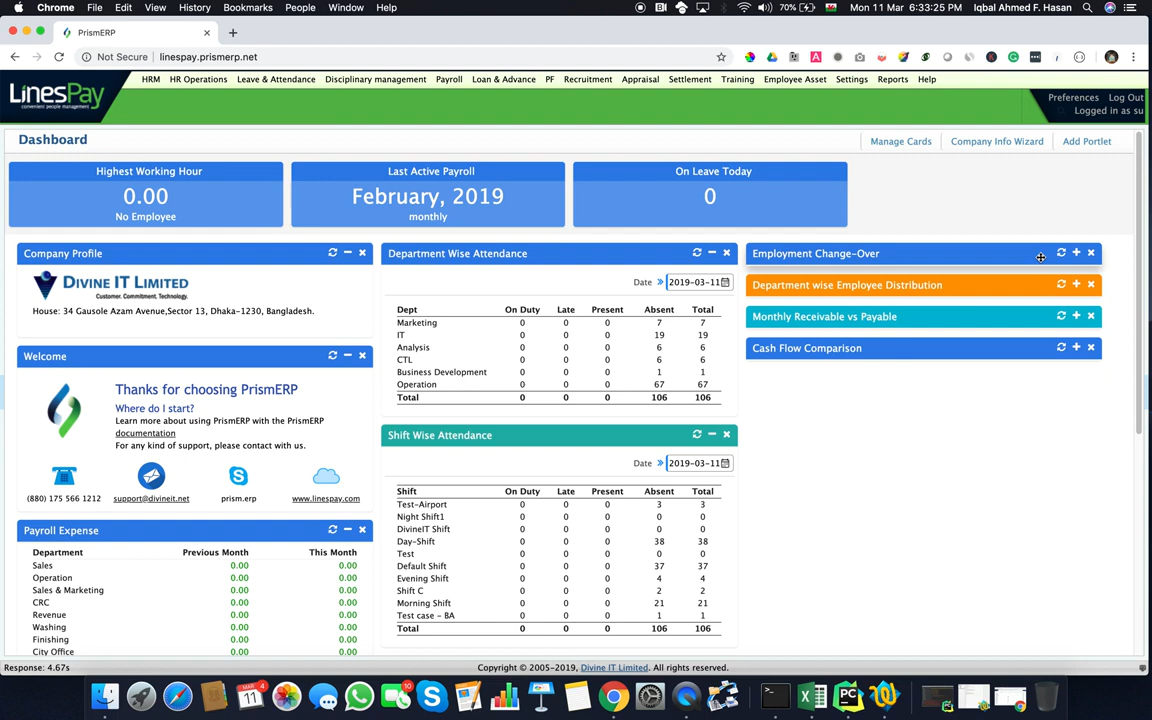 Chrome File Edit View History Bookmarks People Window Help 70% Mon 11 Mar 6:33:25 PM Iqbal Ahmed F. Hasan
PrismERP
Not Secure | linespay.prismerp.net
HRM HR Operations Leave & Attendance Disciplinary management Payroll Loan & Advance PF Recruitment Appraisal Settlement Training Employee Asset Settings Reports Help
LinesPay
convenient people management
Preferences Log Out
Logged in as su
Dashboard
Manage Cards Company Info Wizard Add Portlet
Highest Working Hour
0.00
No Employee
Last Active Payroll
February, 2019
monthly
On Leave Today
0
Company Profile
DIVINE IT LIMITED
Customer. Commitment. Technology.
House: 34 Gausole Azam Avenue,Sector 13, Dhaka-1230, Bangladesh.
Welcome
Thanks for choosing PrismERP
Where do I start?
Learn more about using PrismERP with the PrismERP
documentation
For any kind of support, please contact with us.
(880) 175 566 1212 support@divineit.net prism.erp www.linespay.com
Payroll Expense
Department Previous Month This Month
Sales 0.00 0.00
Operation 0.00 0.00
Sales & Marketing 0.00 0.00
CRC 0.00 0.00
Revenue 0.00 0.00
Washing 0.00 0.00
Finishing 0.00 0.00
City Office 0.00 0.00
Department Wise Attendance
Date » 2019-03-11
Dept On Duty Late Present Absent Total
Marketing 0 0 0 7 7
IT 0 0 0 19 19
Analysis 0 0 0 6 6
CTL 0 0 0 6 6
Business Development 0 0 0 1 1
Operation 0 0 0 67 67
Total 0 0 0 106 106
Shift Wise Attendance
Date » 2019-03-11
Shift On Duty Late Present Absent Total
Test-Airport 0 0 0 3 3
Night Shift1 0 0 0 0 0
DivineIT Shift 0 0 0 0 0
Day-Shift 0 0 0 38 38
Test 0 0 0 0 0
Default Shift 0 0 0 37 37
Evening Shift 0 0 0 4 4
Shift C 0 0 0 2 2
Morning Shift 0 0 0 21 21
Test case - BA 0 0 0 1 1
Total 0 0 0 106 106
Employment Change-Over
Department wise Employee Distribution
Monthly Receivable vs Payable
Cash Flow Comparison
Response: 4.67s
Copyright © 2005-2019, Divine IT Limited. All rights reserved.